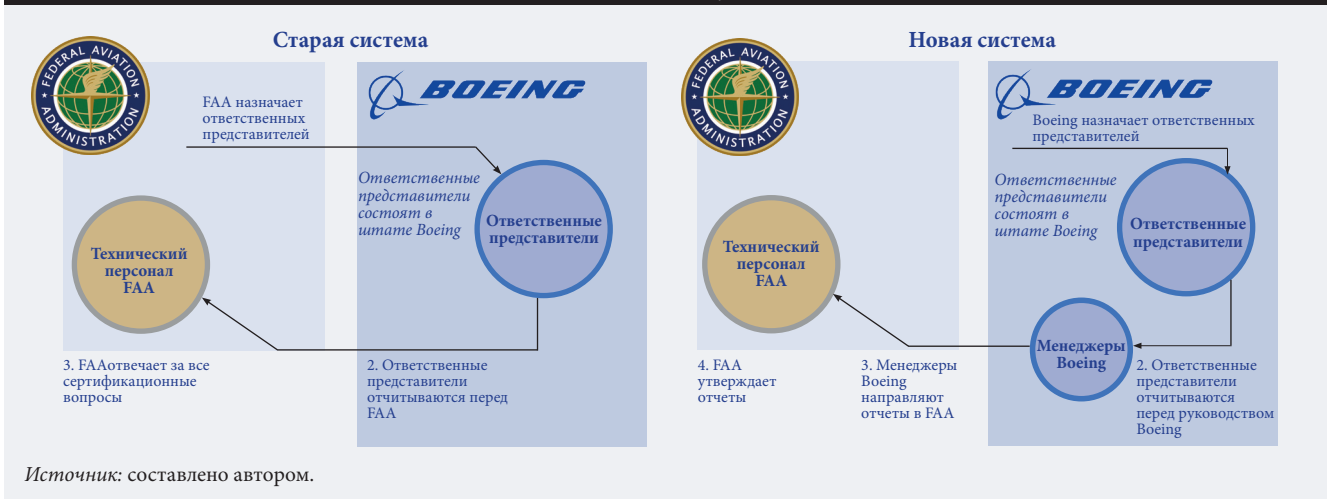 Старая система
FEDERAL AVIATION
ADMINISTRATION
BOEING
FAA назначает
ответственных
представителей
Ответственные
представители
состоят в
штате Boeing
Ответственные
представители
Технический
персонал
FAA
3. FAAотвечает за все
сертификационные
вопросы
2. Ответственные
представители
отчитываются перед
FAA
Новая система
FEDERAL AVIATION
ADMINISTRATION
BOEING
Boeing назначает ответственных
представителей
Ответственные
представители
состоят в
штате Boeing
Ответственные
представители
Технический
персонал
FAA
Менеджеры
Boeing
4. FAA
утверждает
отчеты
3. Менеджеры
Boeing
направляют
отчеты в FAA
2. Ответственные
представители
отчитываются
перед руководством
Boeing
Источник: составлено автором.